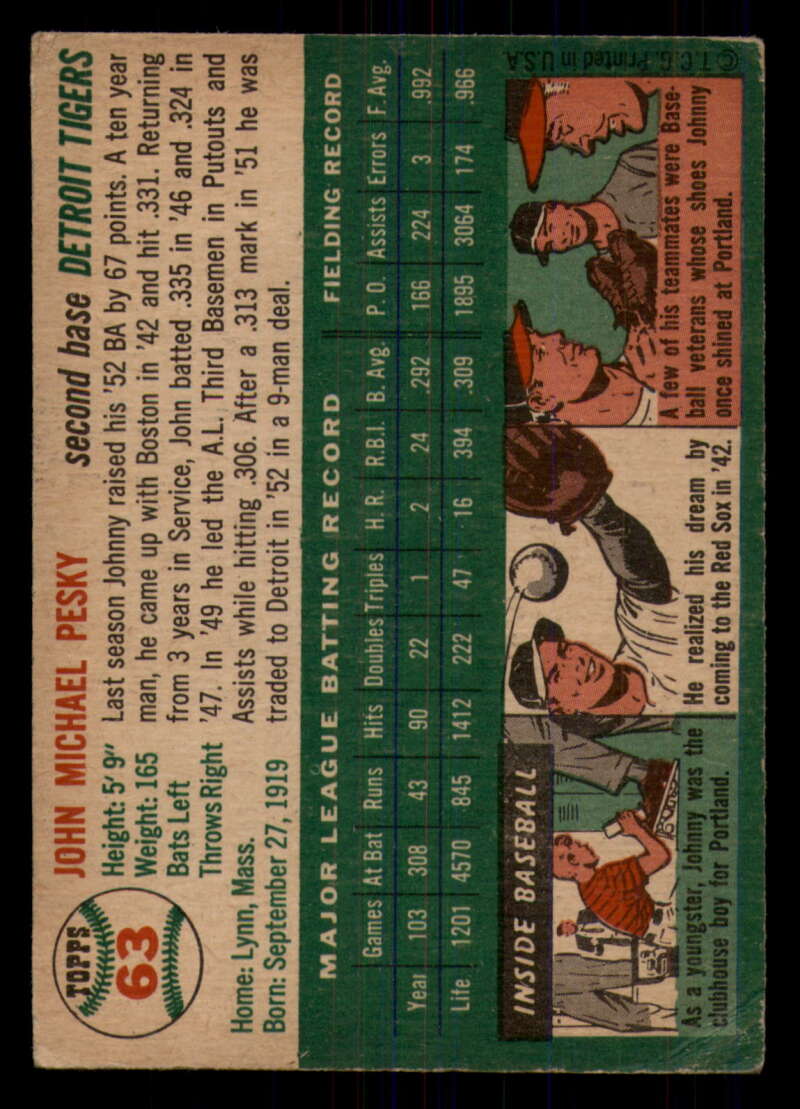 TOPPS
63
JOHN MICHAEL PESKY
second base DETROIT TIGERS
Height: 5' 9"
Weight: 165
Bats Left
Throws Right
Home: Lynn, Mass.
Born: September 27, 1919
Last season Johnny raised his '52 BA by 67 points. A ten year
man, he came up with Boston in '42 and hit .331. Returning
from 3 years in Service, John batted .335 in '46 and .324 in
'47. In '49 he led the A.L. Third Basemen in Putouts and
Assists while hitting .306. After a .313 mark in '51 he was
traded to Detroit in '52 in a 9-man deal.
MAJOR LEAGUE BATTING RECORD FIELDING RECORD
Games At Bat Runs Hits Doubles Triples H. R. R.B.I. B. Avg. P. O. Assists Errors F. Avg.
Year 103 308 43 90 22 1 2 24 .292 166 224 3 .992
Life 1201 4570 845 1412 222 47 16 394 .309 1895 3064 174 .966
INSIDE BASEBALL
As a youngster, Johnny was the
clubhouse boy for Portland.
He realized his dream by
coming to the Red Sox in '42.
A few of his teammates were Base-
ball veterans whose shoes Johnny
once shined at Portland.
© T. C. G. Printed in U.S.A.